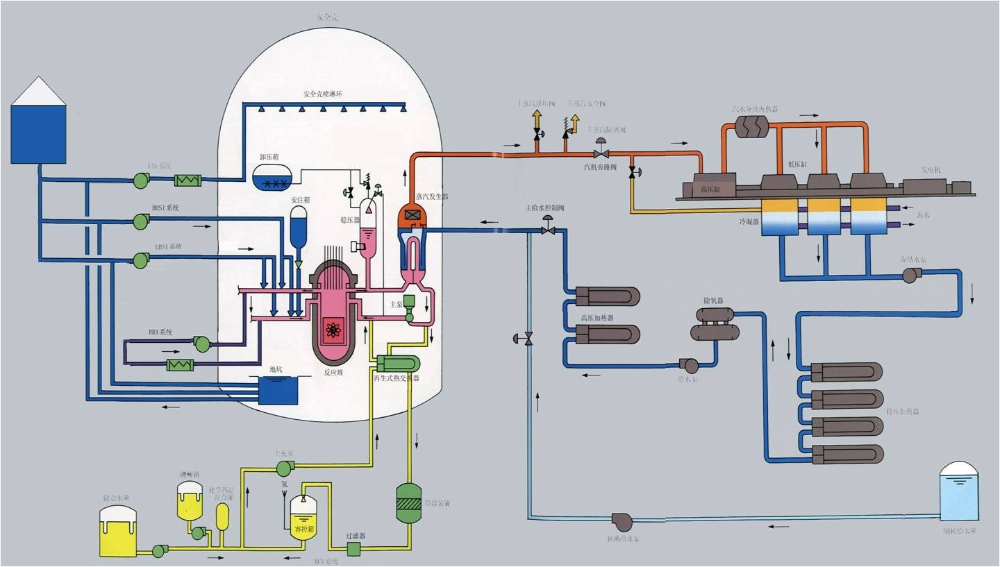 安全壳
安全壳喷淋环
主蒸汽泄压阀
主蒸汽安全阀
汽水分离再热器
主蒸汽隔离阀
卸压箱
EAS 系统
汽机旁路阀
低压缸
发电机
高压缸
安注箱
蒸汽发生器
HHSI 系统
主给水控制阀
稳压器
冷凝器
海水
LHSI 系统
凝结水泵
主泵
除氧器
高压加热器
RRA 系统
地坑
反应堆
再生式热交换器
给水泵
低压加热器
上充泵
硼酸箱
氢
化学药品
混合罐
除盐水箱
除盐装置
容控箱
过滤器
辅助给水泵
辅助给水箱
RCV 系统